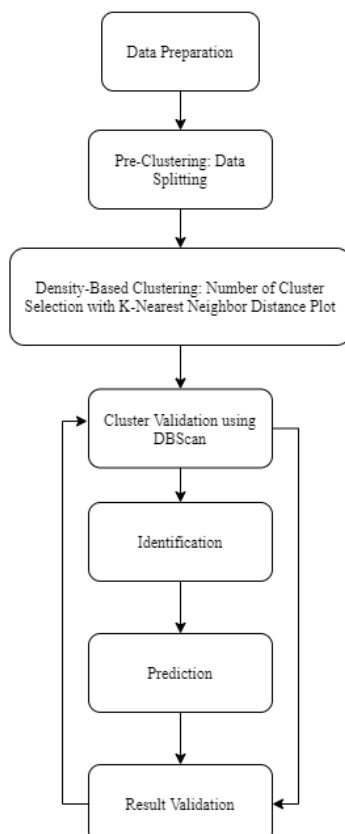 Data Preparation
Pre-Clustering: Data
Splitting
Density-Based Clustering: Number of Cluster
Selection with K-Nearest Neighbor Distance Plot
Cluster Validation using
DBScan
Identification
Prediction
Result Validation